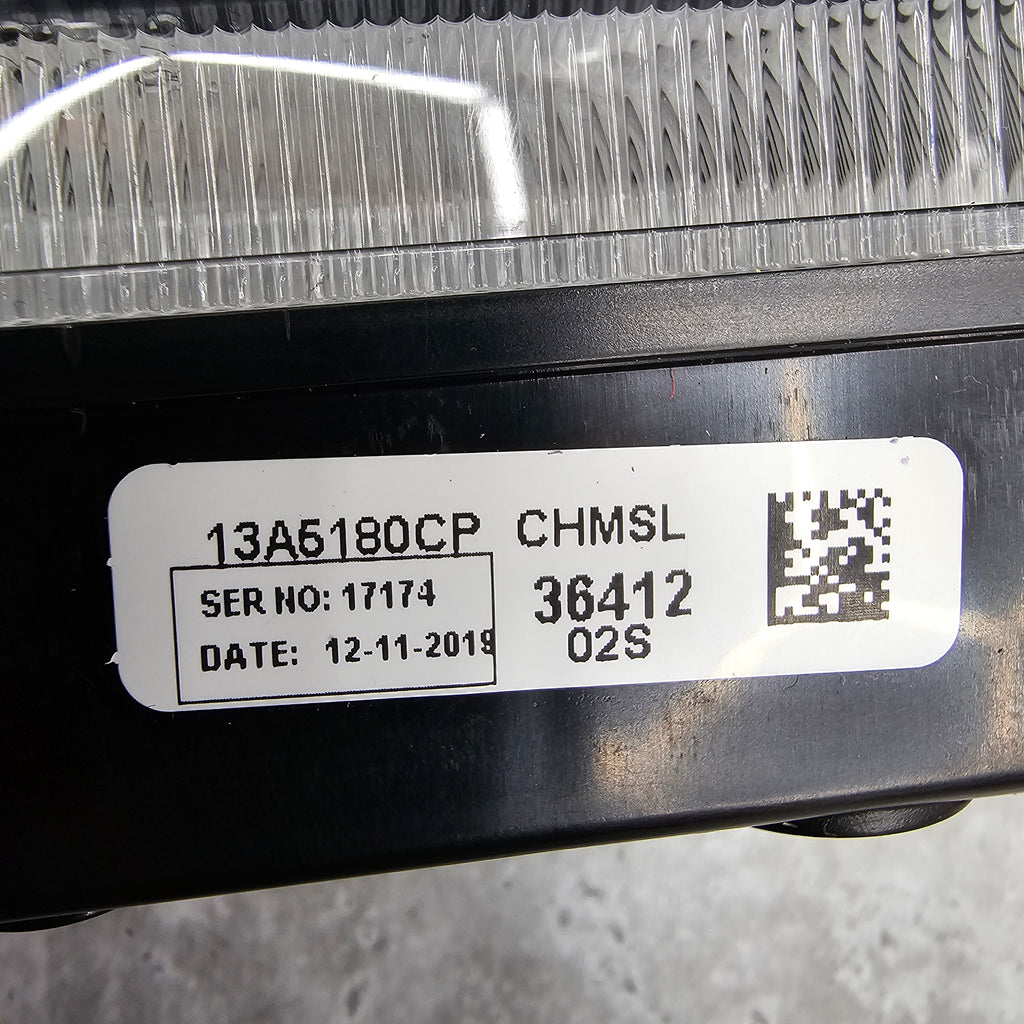 13A6180CP CHMSL
SER NO: 17174
36412
DATE: 12-11-2019
02S